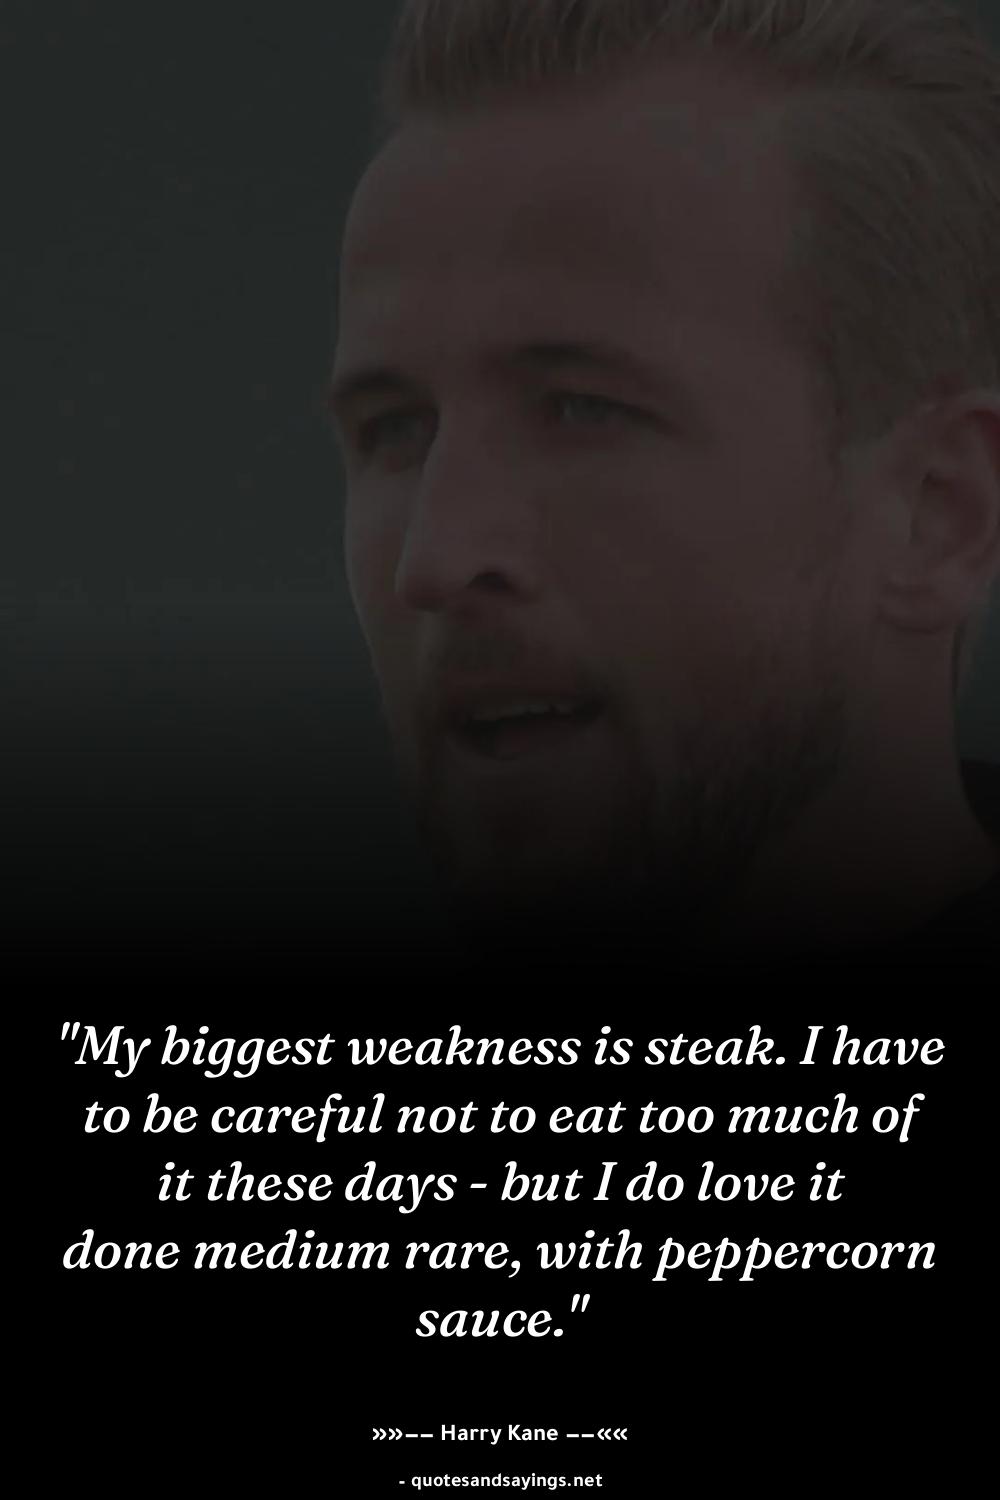 "My biggest weakness is steak. I have
to be careful not to eat too much of
it these days - but I do love it
done medium rare, with peppercorn
sauce."
»»−− Harry Kane −−««
- quotesandsayings.net